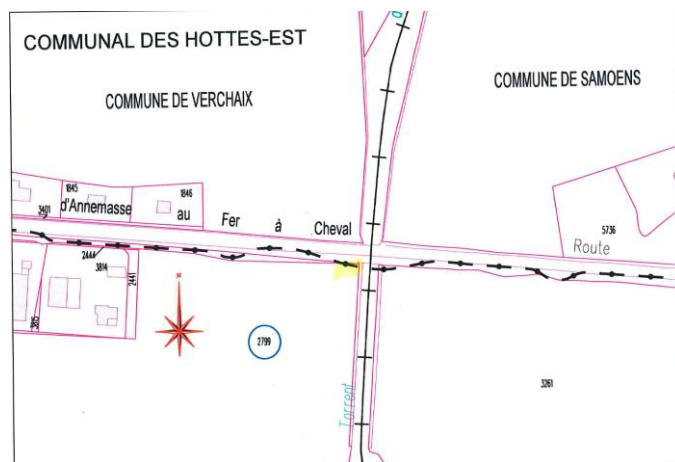 COMMUNAL DES HOTTES-EST
COMMUNE DE VERCHAIX
COMMUNE DE SAMOENS
1845
1846
3401
d'Annemasse au Fer à Cheval
5736
Route
2444
3814
2441
3815
2799
3261
Torrent